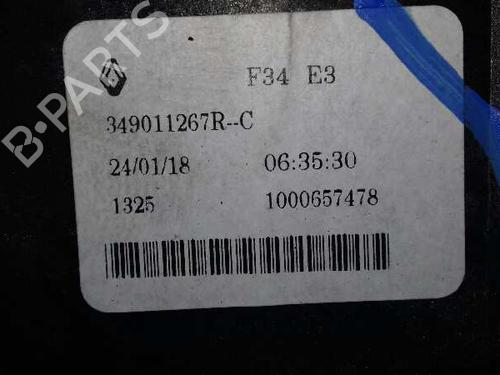 F34 E3
349011267R--C
24/01/18 06:35:30
1325 1000657478
B-PARTS